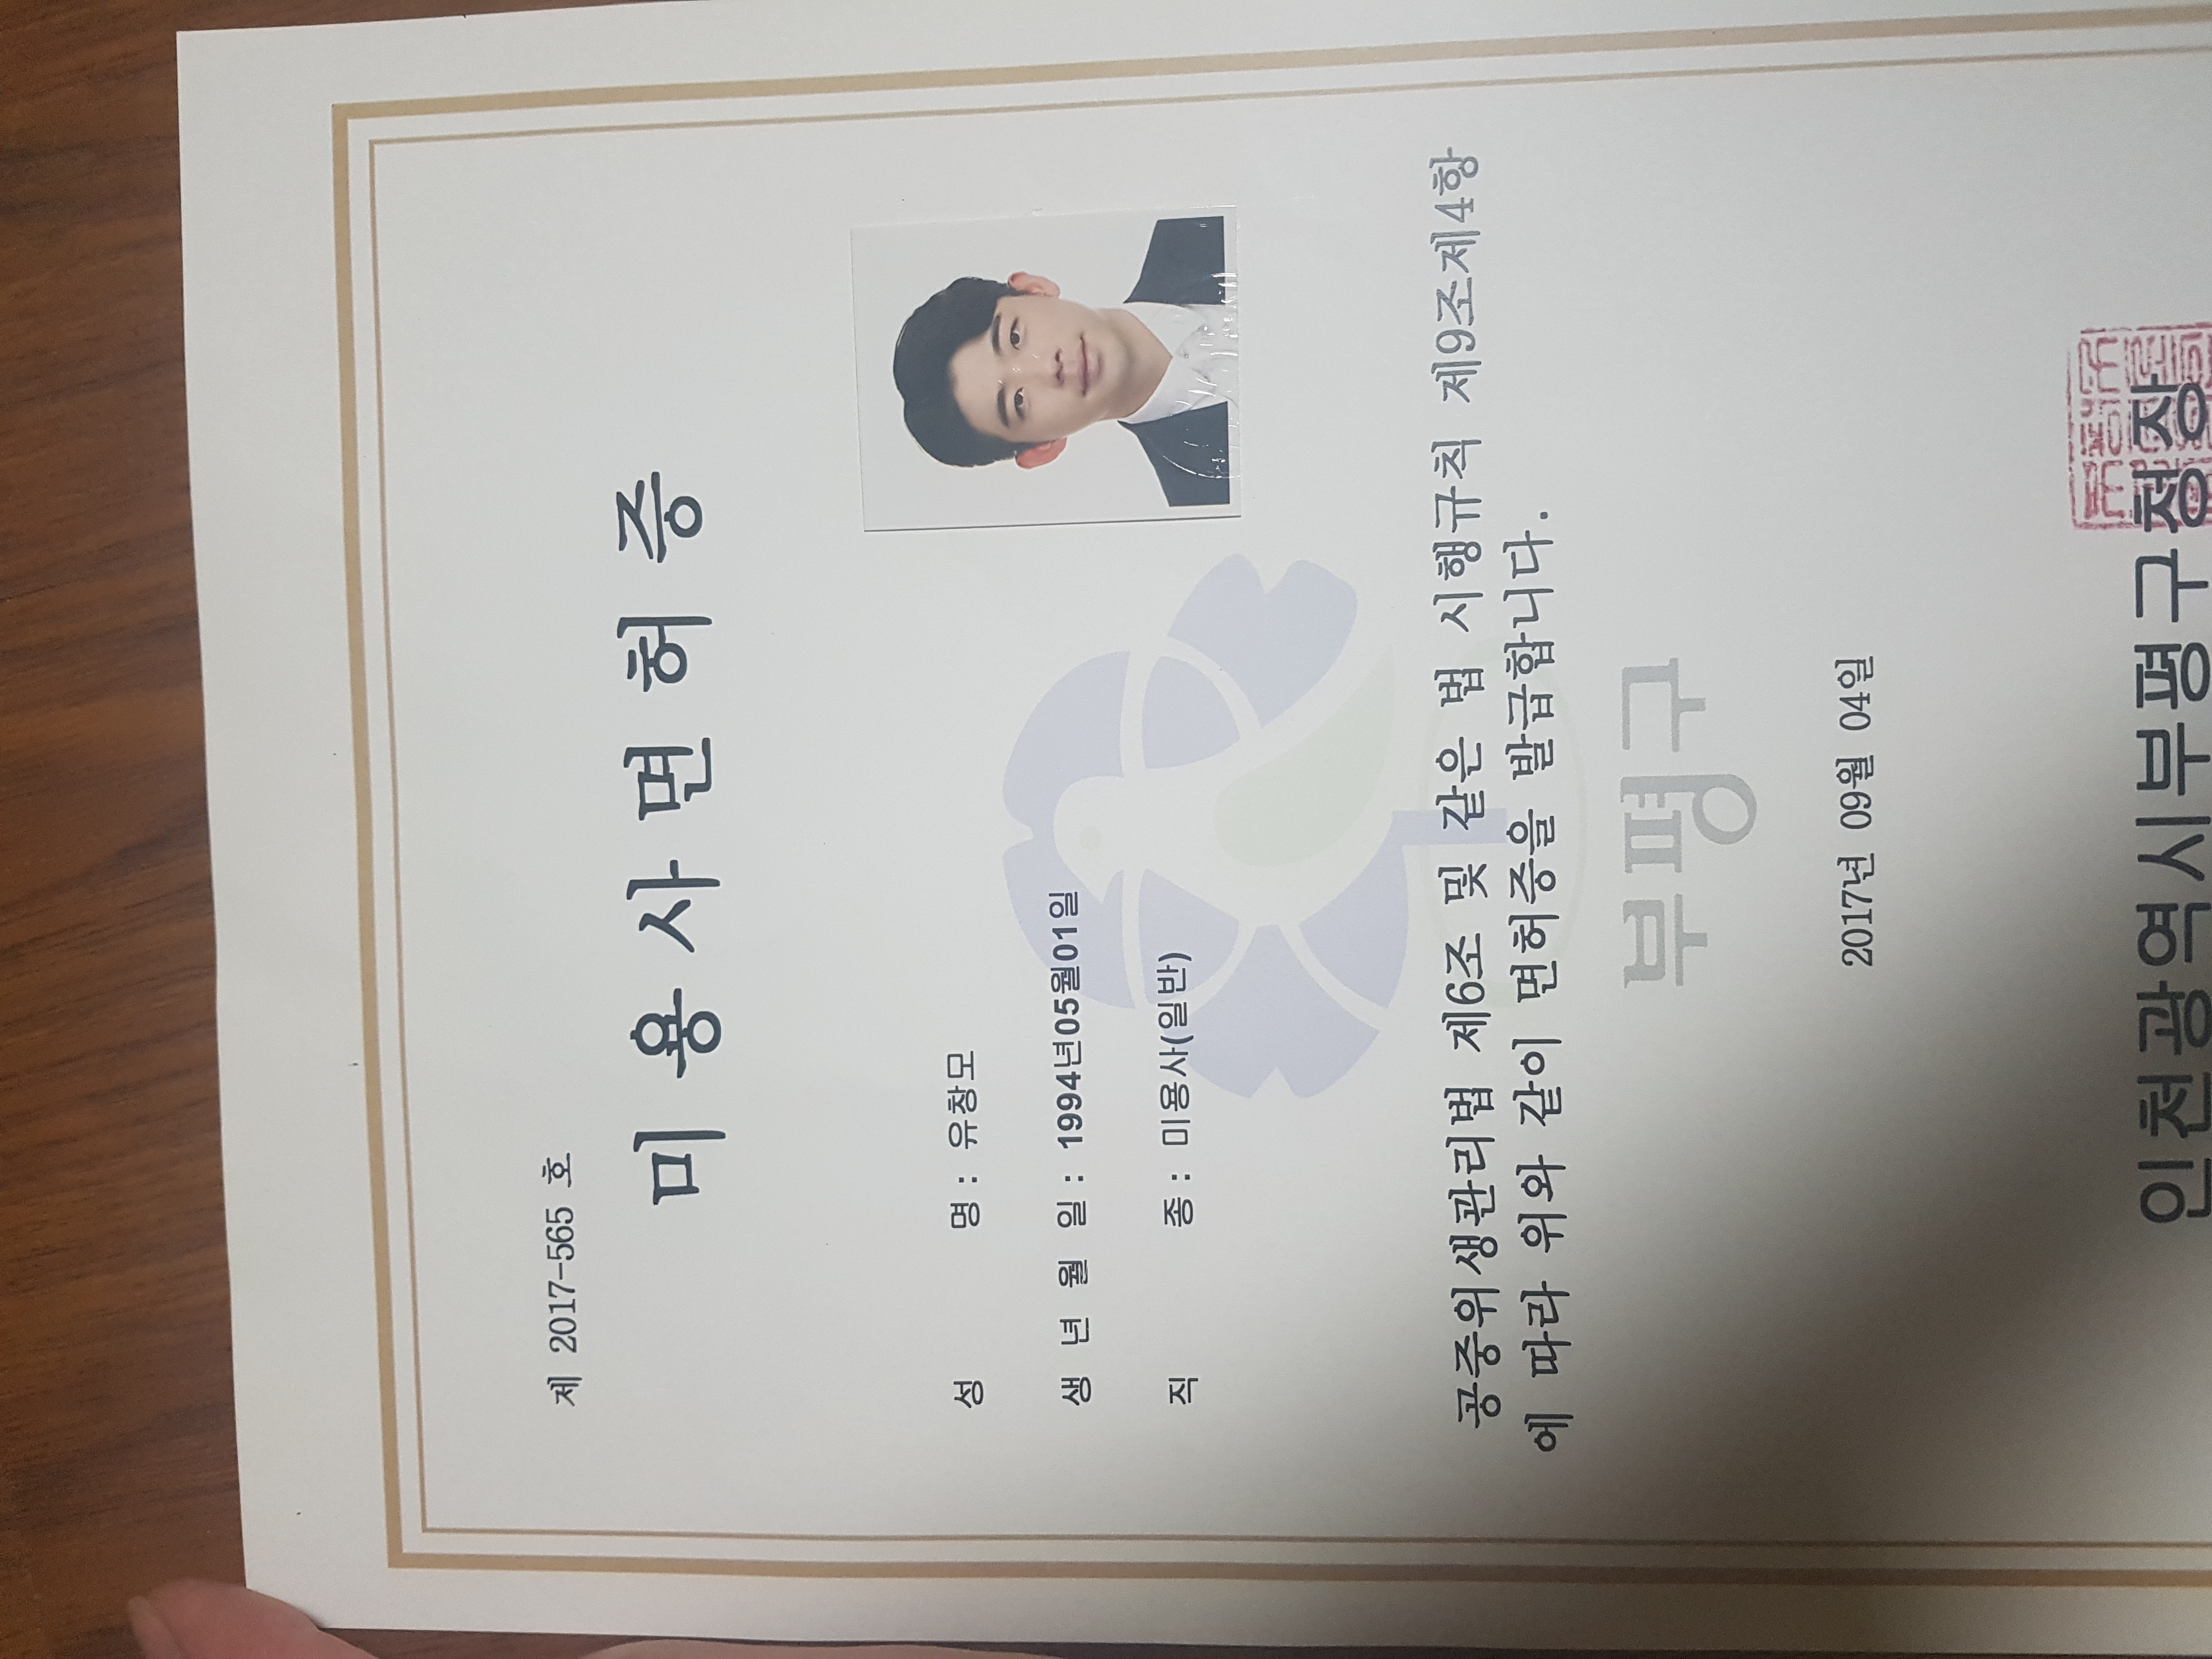 제 2017-565 호
미용사면허증
성 명 : 유창모
생 년 월 일 : 1994년05월01일
직 종 : 미용사(일반)
공중위생관리법 제6조 및 같은 법 시행규칙 제9조제4항
에 따라 위와 같이 면허증을 발급합니다.
부평구
2017년 09월 04일
인천광역시부평구청장